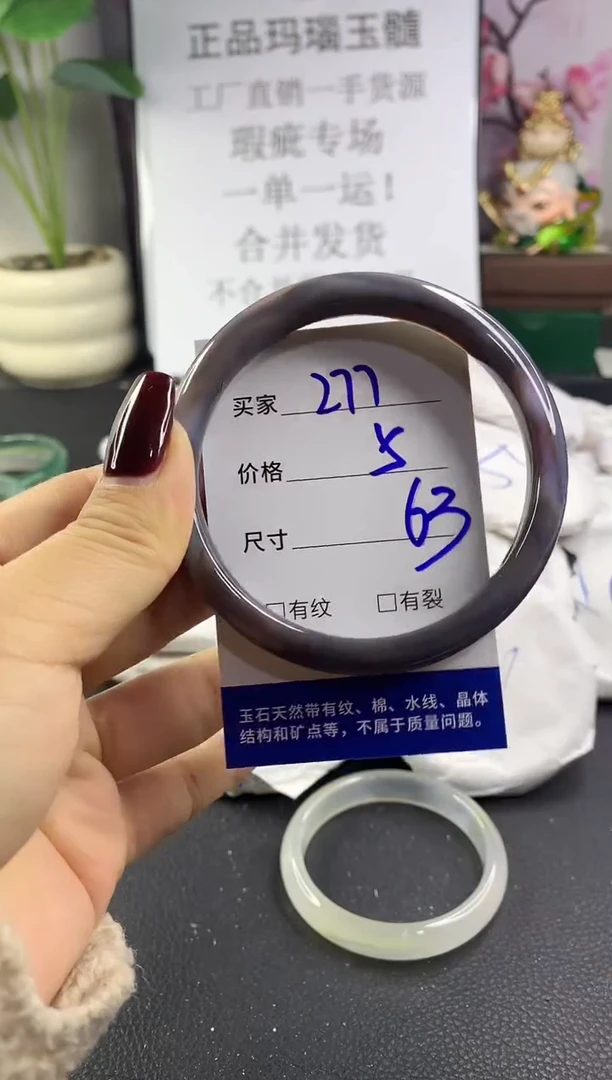 正品玛瑙玉髓
工厂直销一手货源
瑕疵专场
一单一运！
合并发货
买家 277
价格 5
尺寸 63
□有纹 □有裂
玉石天然带有纹、棉、水线、晶体
结构和矿点等，不属于质量问题。